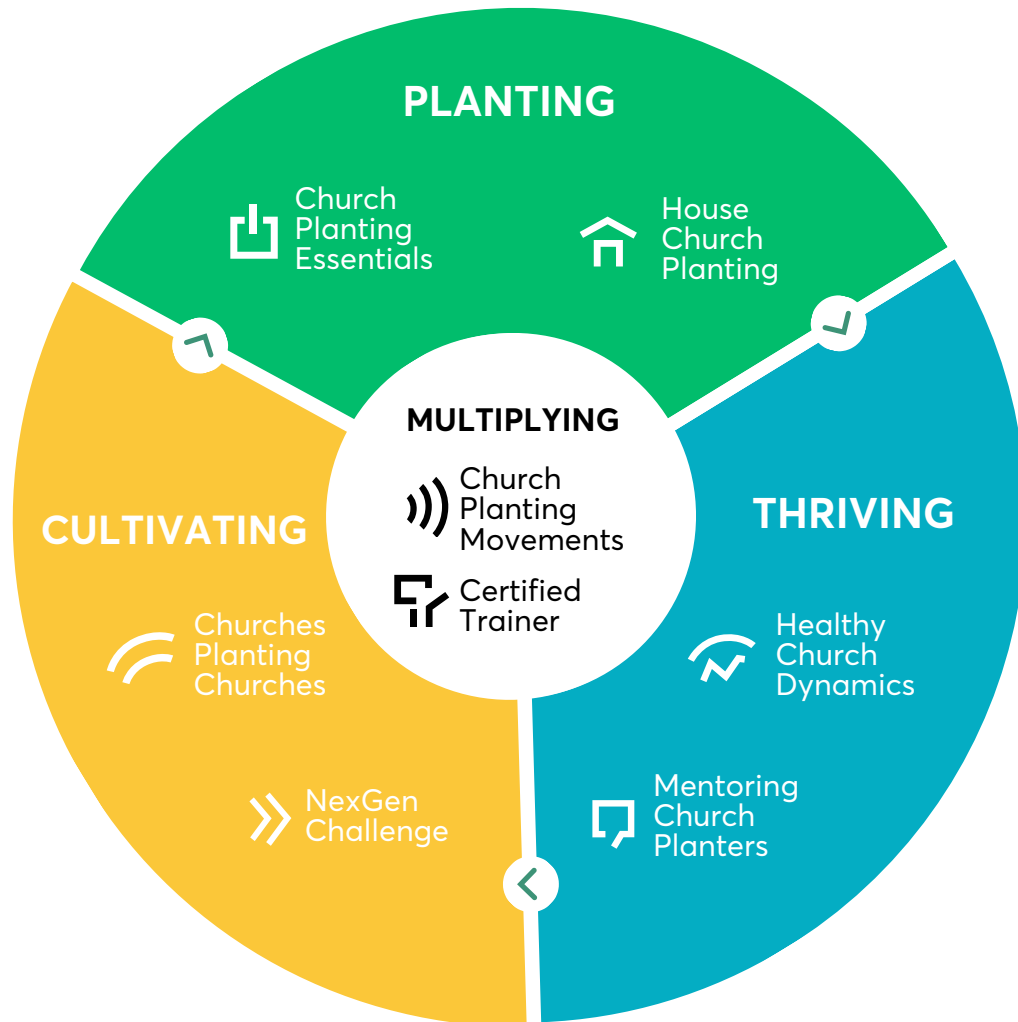 PLANTING
Church
Planting
Essentials
House
Church
Planting
MULTIPLYING
Church
Planting
Movements
Certified
Trainer
CULTIVATING
Churches
Planting
Churches
NexGen
Challenge
THRIVING
Healthy
Church
Dynamics
Mentoring
Church
Planters